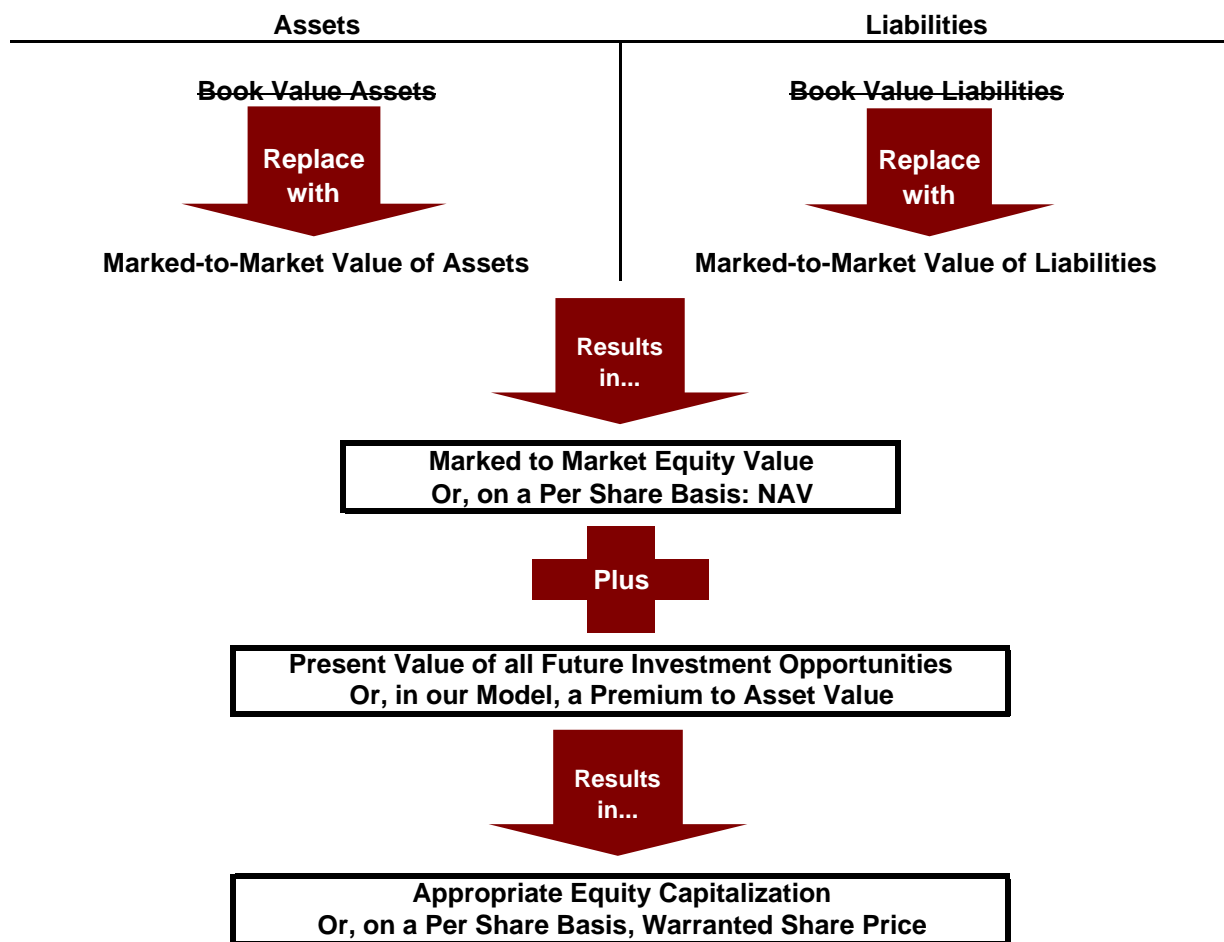 Assets
Liabilities
Book Value Assets
Book Value Liabilities
Replace
with
Replace
with
Marked-to-Market Value of Assets
Marked-to-Market Value of Liabilities
Results
in...
Marked to Market Equity Value
Or, on a Per Share Basis: NAV
Plus
Present Value of all Future Investment Opportunities
Or, in our Model, a Premium to Asset Value
Results
in...
Appropriate Equity Capitalization
Or, on a Per Share Basis, Warranted Share Price